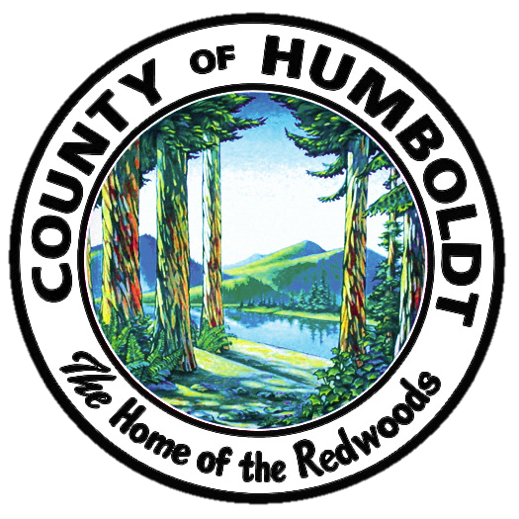 COUNTY OF HUMBOLDT
The Home of the Redwoods